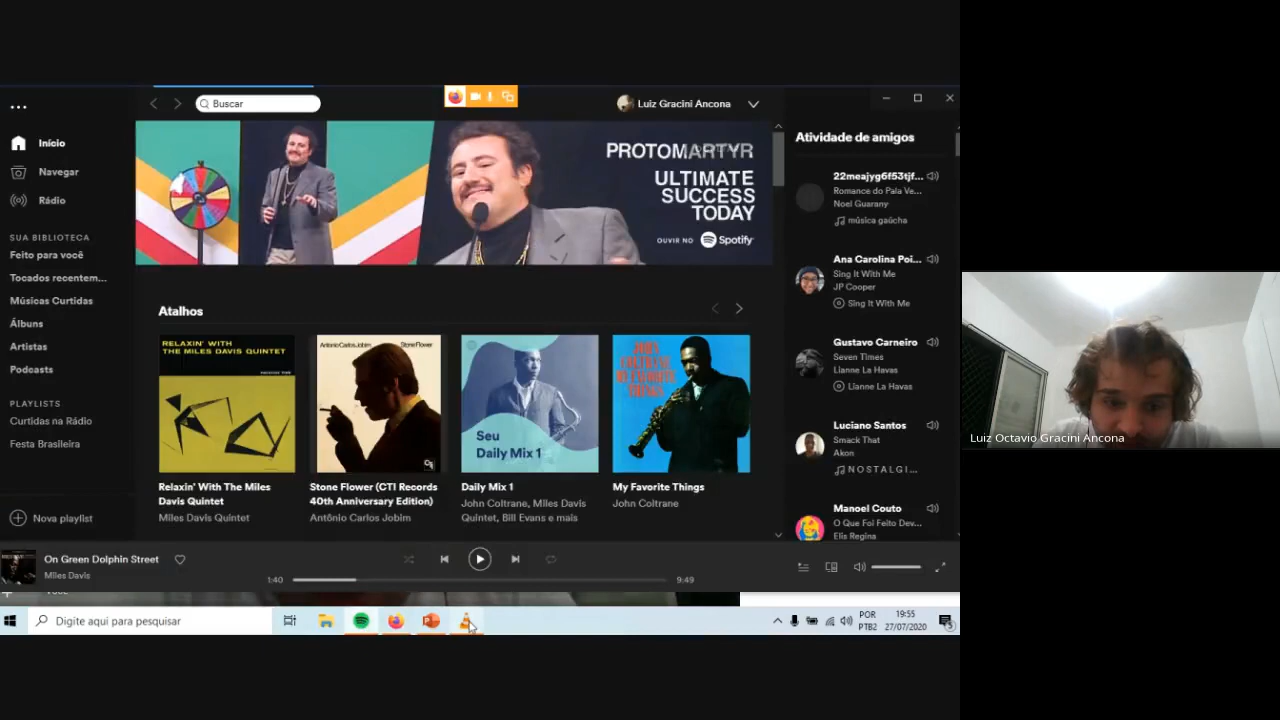 Buscar
Luiz Gracini Ancona
Início
Navegar
Rádio
SUA BIBLIOTECA
Feito para você
Tocados recentem...
Músicas Curtidas
Álbuns
Artistas
Podcasts
PLAYLISTS
Curtidas na Rádio
Festa Brasileira
Nova playlist
PROTOMARTYR
ULTIMATE
SUCCESS
TODAY
OUVIR NO Spotify
Atalhos
RELAXIN' WITH
THE MILES DAVIS QUINTET
Antonio Carlos Jobim Stone Flower
Seu
Daily Mix 1
JOHN
COLTRANE
MY FAVORITE
THINGS
Relaxin' With The Miles
Davis Quintet
Miles Davis Quintet
Stone Flower (CTI Records
40th Anniversary Edition)
Antônio Carlos Jobim
Daily Mix 1
John Coltrane, Miles Davis
Quintet, Bill Evans e mais
My Favorite Things
John Coltrane
Atividade de amigos
22meajyg6f53tjf...
Romance do Pala Ve...
Noel Guarany
música gaúcha
Ana Carolina Poi...
Sing It With Me
JP Cooper
Sing It With Me
Gustavo Carneiro
Seven Times
Lianne La Havas
Lianne La Havas
Luciano Santos
Smack That
Akon
N O S T A L G I ...
Manoel Couto
O Que Foi Feito Dev...
Elis Regina
On Green Dolphin Street
Miles Davis
1:40
9:49
Digite aqui para pesquisar
POR
PTB2
19:55
27/07/2020
Luiz Octavio Gracini Ancona